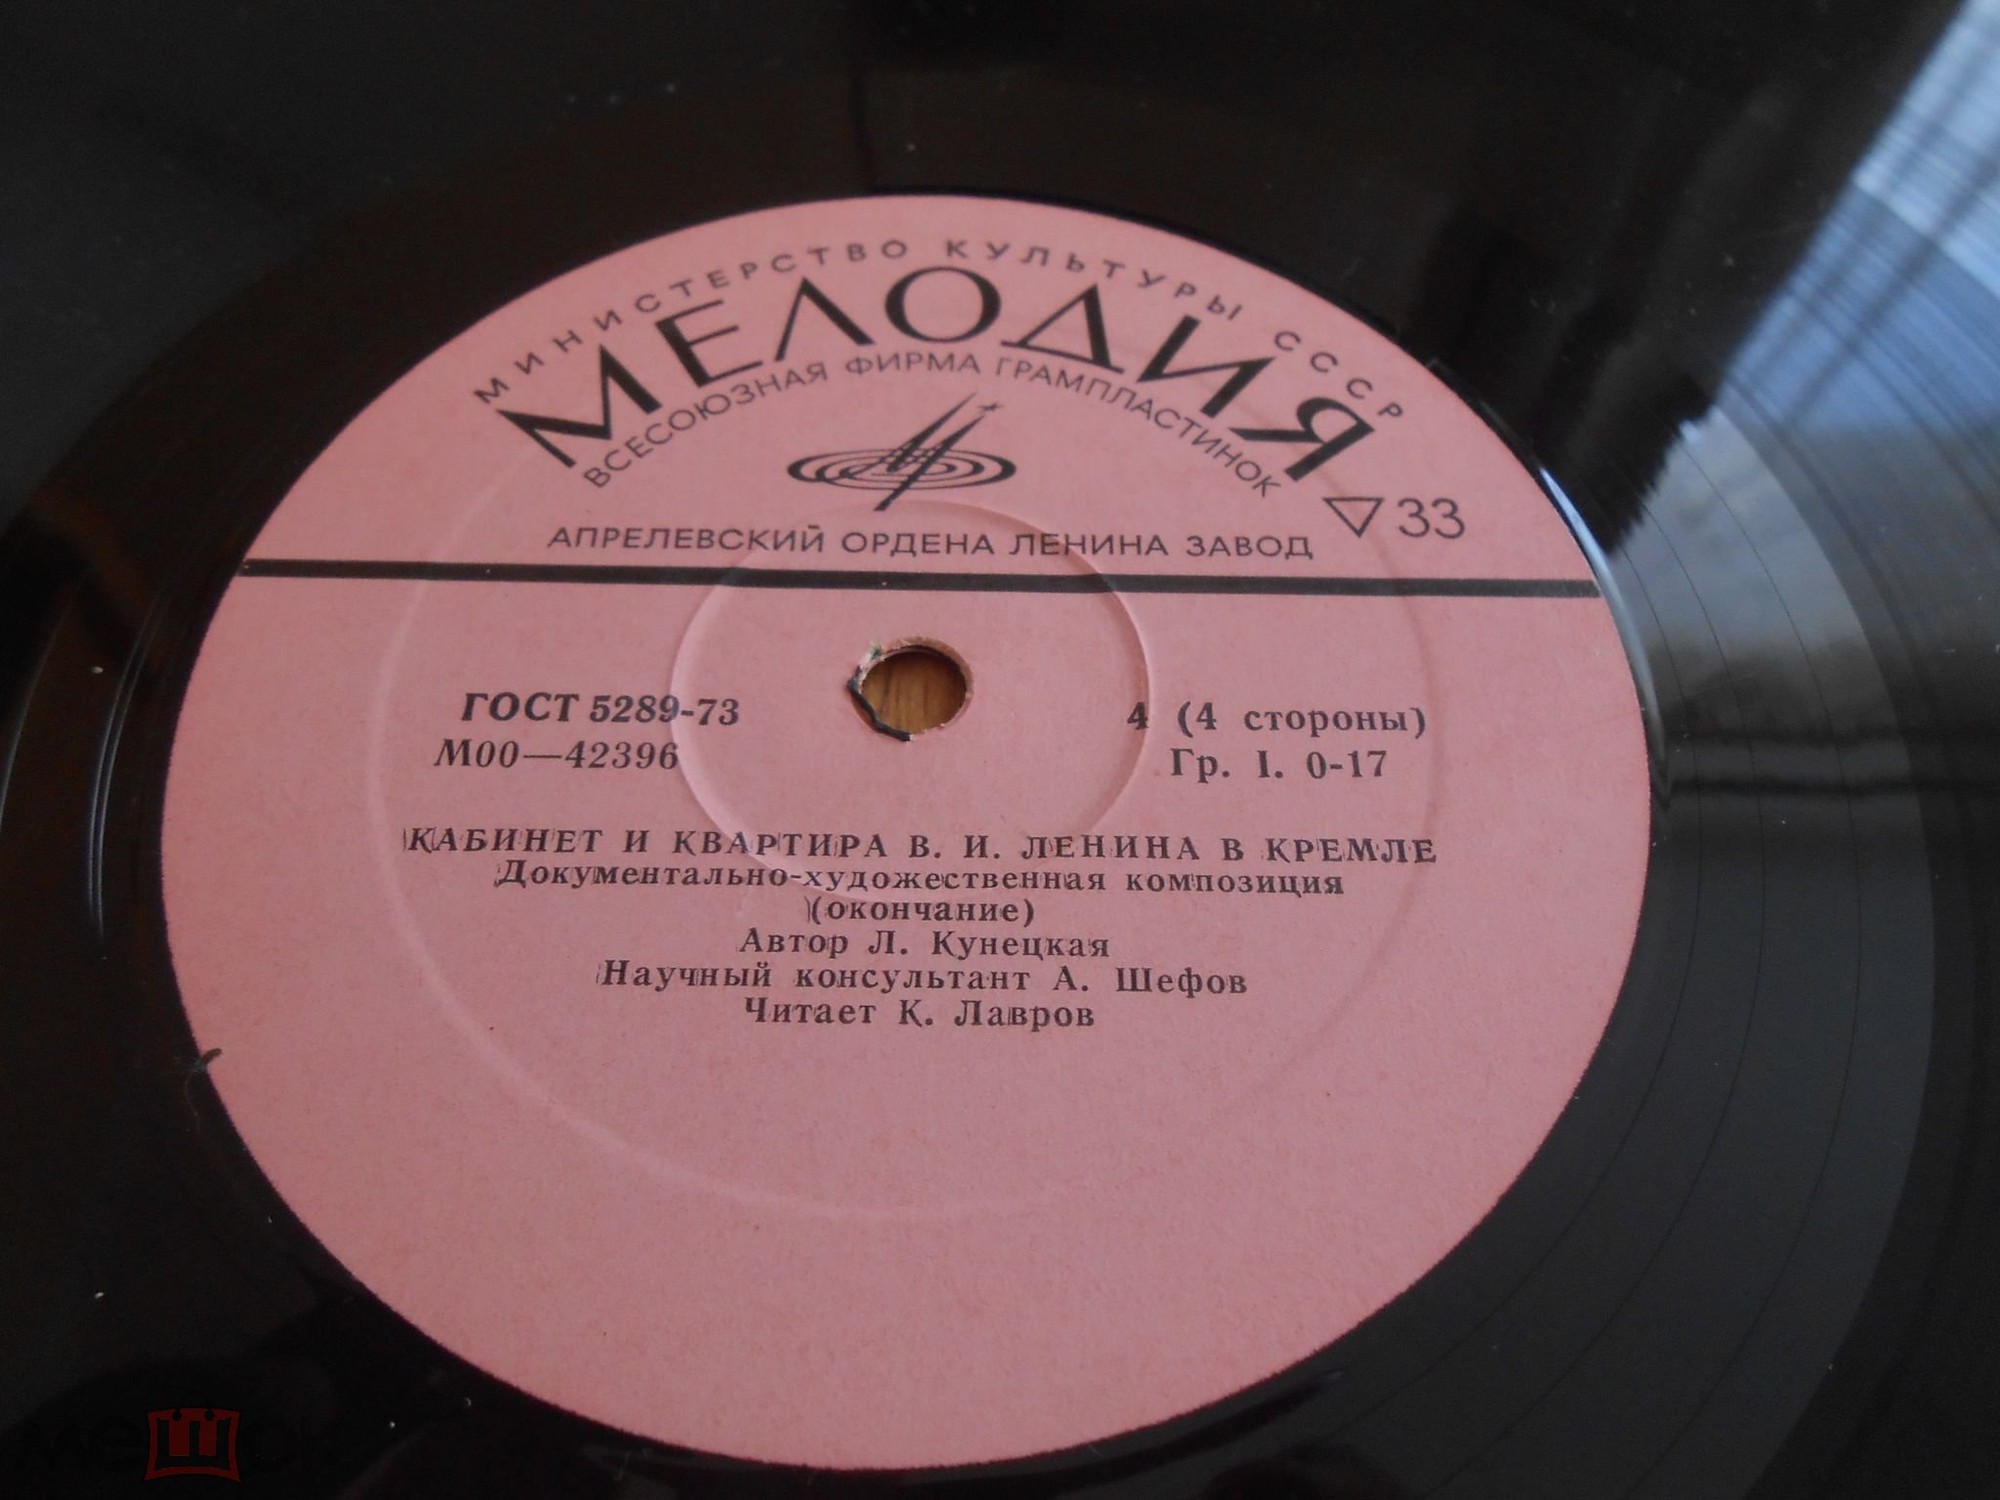 МИНИСТЕРСТВО КУЛЬТУРЫ СССР
МЕЛОДИЯ
ВСЕСОЮЗНАЯ ФИРМА ГРАМПЛАСТИНОК
33
АПРЕЛЕВСКИЙ ОРДЕНА ЛЕНИНА ЗАВОД
ГОСТ 5289-73
М00—42396
4 (4 стороны)
Гр. I. 0-17
КАБИНЕТ И КВАРТИРА В. И. ЛЕНИНА В КРЕМЛЕ
Документально-художественная композиция
(окончание)
Автор Л. Кунецкая
Научный консультант А. Шефов
Читает К. Лавров
мешок